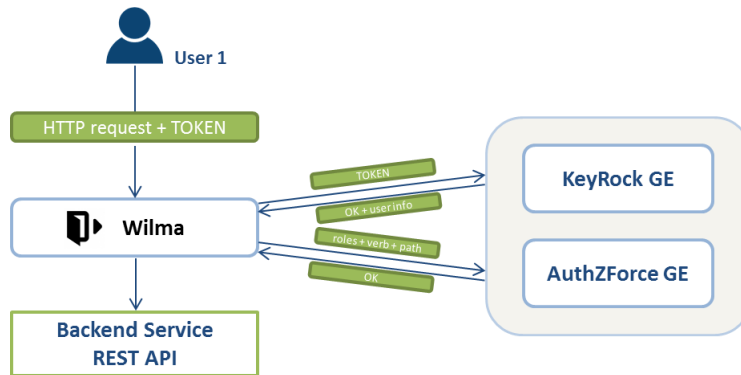 User 1
HTTP request + TOKEN
TOKEN
KeyRock GE
OK + user info
Wilma
roles + verb + path
OK
AuthZForce GE
Backend Service
REST API